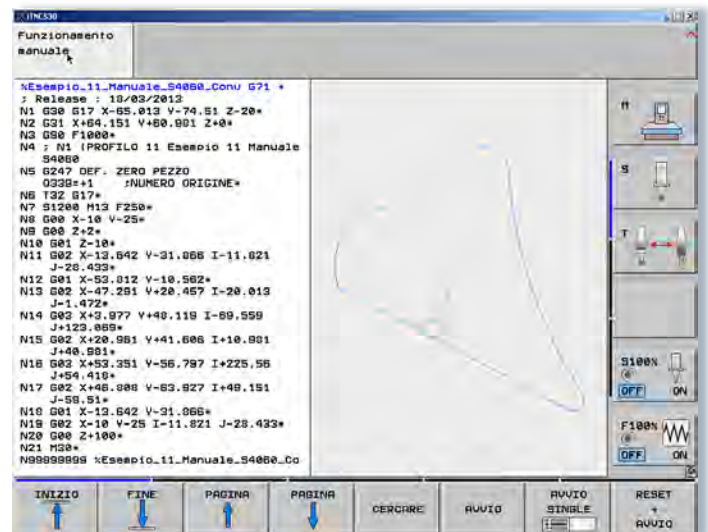 iTNC530
Funzionamento
manuale
%Esempio_11_Manuale_S4060_Conv G71 *
; Release : 18/03/2013
N1 G30 G17 X-65.013 Y-74.51 Z-20*
N2 G31 X+64.151 Y+60.981 Z+0*
N3 G90 F1000*
N4 ; N1 (PROFILO 11 Esempio 11 Manuale
S4060
N5 G247 DEF. ZERO PEZZO
Q339=+1 ;NUMERO ORIGINE*
N6 T32 G17*
N7 S1200 M13 F250*
N8 G00 X-10 Y-25*
N9 G00 Z+2*
N10 G01 Z-10*
N11 G02 X-13.642 Y-31.866 I-11.821
J-28.433*
N12 G01 X-53.812 Y-10.562*
N13 G02 X-47.291 Y+20.457 I-20.013
J-1.472*
N14 G03 X+3.977 Y+48.119 I-69.559
J+123.069*
N15 G02 X+20.961 Y+41.606 I+10.981
J+40.981*
N16 G03 X+53.351 Y-56.797 I+225.56
J+54.418*
N17 G02 X+46.808 Y-63.927 I+49.151
J-59.51*
N18 G01 X-13.642 Y-31.866*
N19 G02 X-10 Y-25 I-11.821 J-28.433*
N20 G00 Z+100*
N21 M30*
N99999999 %Esempio_11_Manuale_S4060_Co
M
S
T
S100%
OFF ON
F100%
OFF ON
INIZIO
FINE
PAGINA
PAGINA
CERCARE
AVVIO
AVVIO
SINGLE
RESET
+
AVVIO